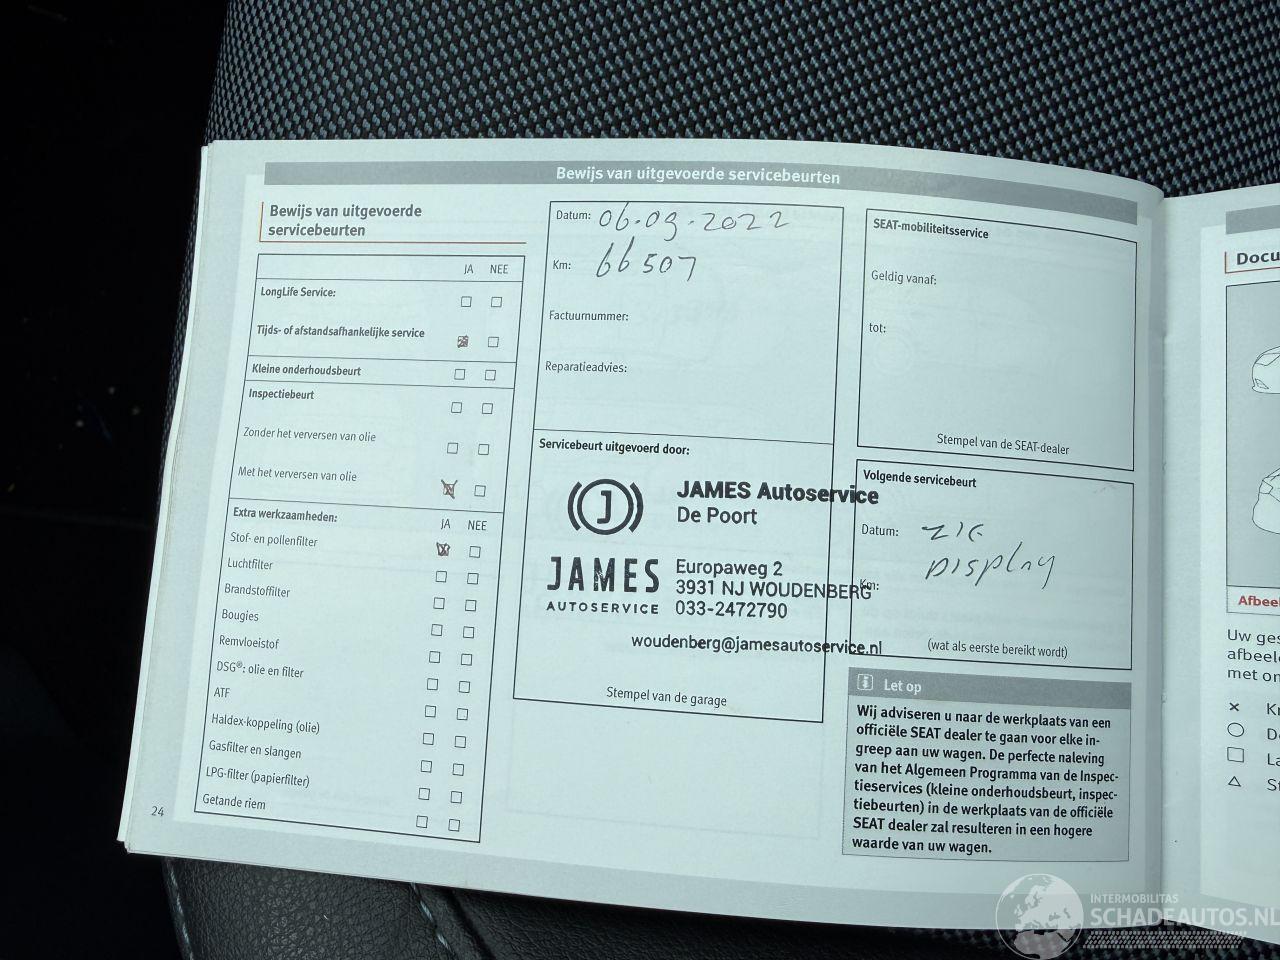 Bewijs van uitgevoerde servicebeurten
Bewijs van uitgevoerde
servicebeurten
JA NEE
LongLife Service:
Tijds- of afstandsafhankelijke service
Kleine onderhoudsbeurt
Inspectiebeurt
Zonder het verversen van olie
Met het verversen van olie
Extra werkzaamheden: JA NEE
Stof- en pollenfilter
Luchtfilter
Brandstoffilter
Bougies
Remvloeistof
DSG®: olie en filter
ATF
Haldex-koppeling (olie)
Gasfilter en slangen
LPG-filter (papierfilter)
Getande riem
24
Datum: 06-09-2022
Km: 66507
Factuurnummer:
Reparatieadvies:
Servicebeurt uitgevoerd door:
J
JAMES Autoservice
De Poort
JAMES
AUTOSERVICE
Europaweg 2
3931 NJ WOUDENBERG
033-2472790
woudenberg@jamesautoservice.nl
Stempel van de garage
SEAT-mobiliteitsservice
Geldig vanaf:
tot:
Stempel van de SEAT-dealer
Volgende servicebeurt
Datum: zie
Display
Km:
(wat als eerste bereikt wordt)
i Let op
Wij adviseren u naar de werkplaats van een
officiële SEAT dealer te gaan voor elke in-
greep aan uw wagen. De perfecte naleving
van het Algemeen Programma van de Inspec-
tieservices (kleine onderhoudsbeurt, inspec-
tiebeurten) in de werkplaats van de officiële
SEAT dealer zal resulteren in een hogere
waarde van uw wagen.
Docu
Afbeel
Uw ges
afbeel
met on
Kr
De
La
St
INTERMOBILITAS
SCHADEAUTOS.NL